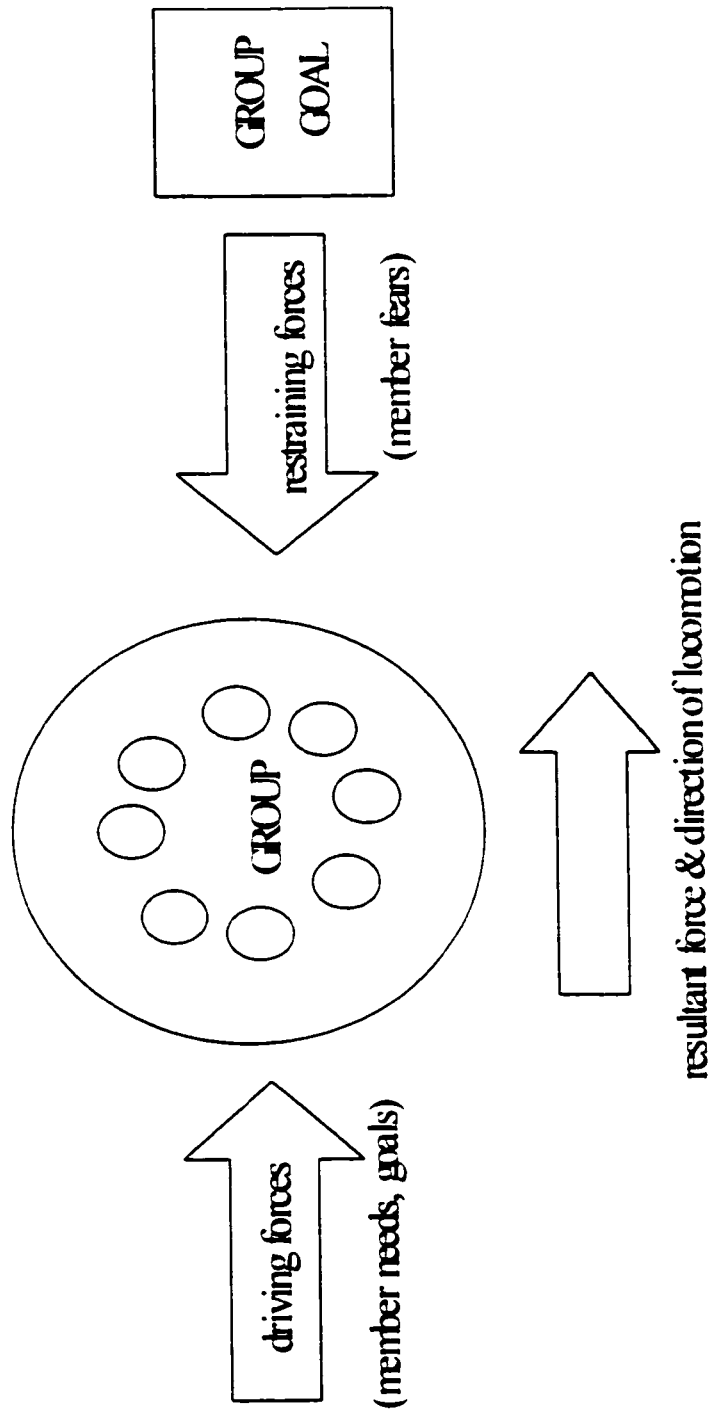 driving forces
(member needs, goals)
GROUP
resultant force & direction of locomotion
restraining forces
(member fears)
GROUP
GOAL